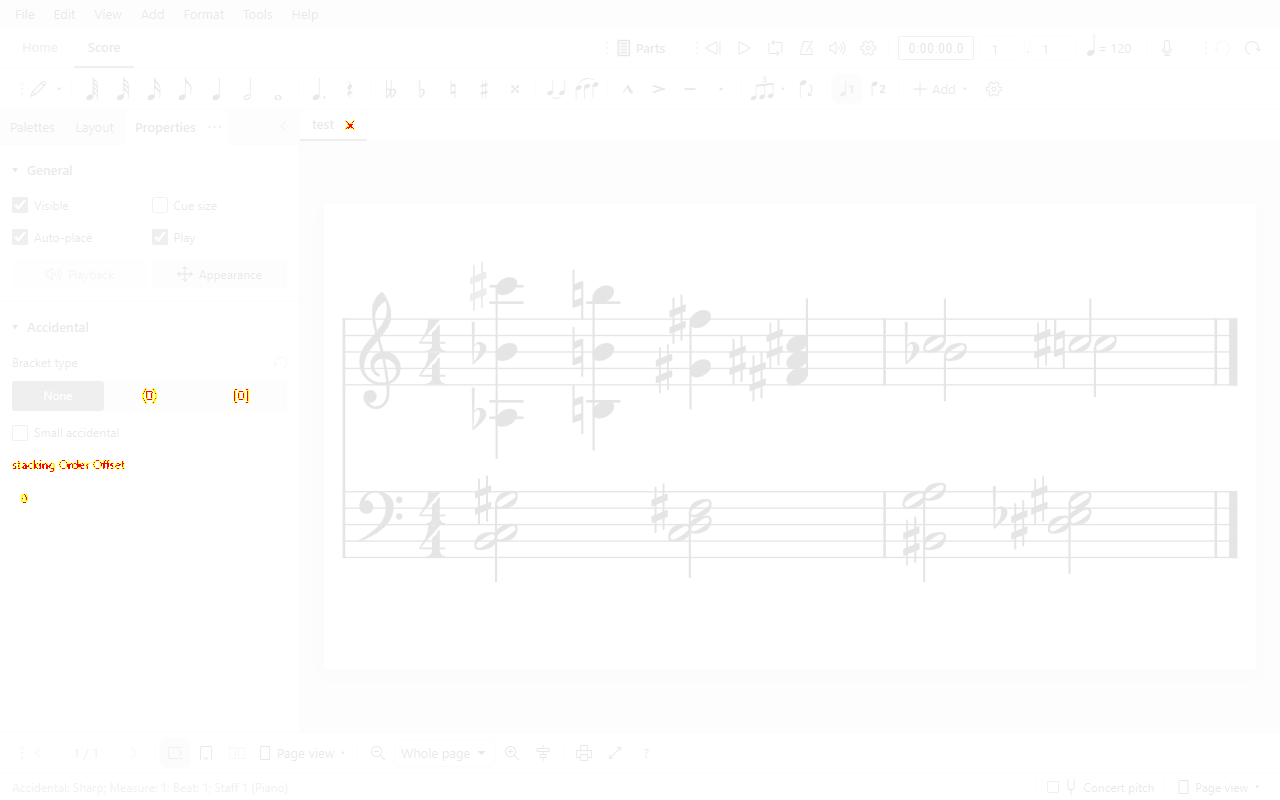 File Edit View Add Format Tools Help
Home Score Parts 0:00:00.0 1 . 1 = 120
Add
Palettes Layout Properties test
General
Visible Cue size
Auto-place Play
Playback Appearance
Accidental
Bracket type
None
Small accidental
stacking Order Offset
0
1 / 1 Page view Whole page ?
Accidental: Sharp; Measure: 1; Beat: 1; Staff 1 (Piano) Concert pitch Page view